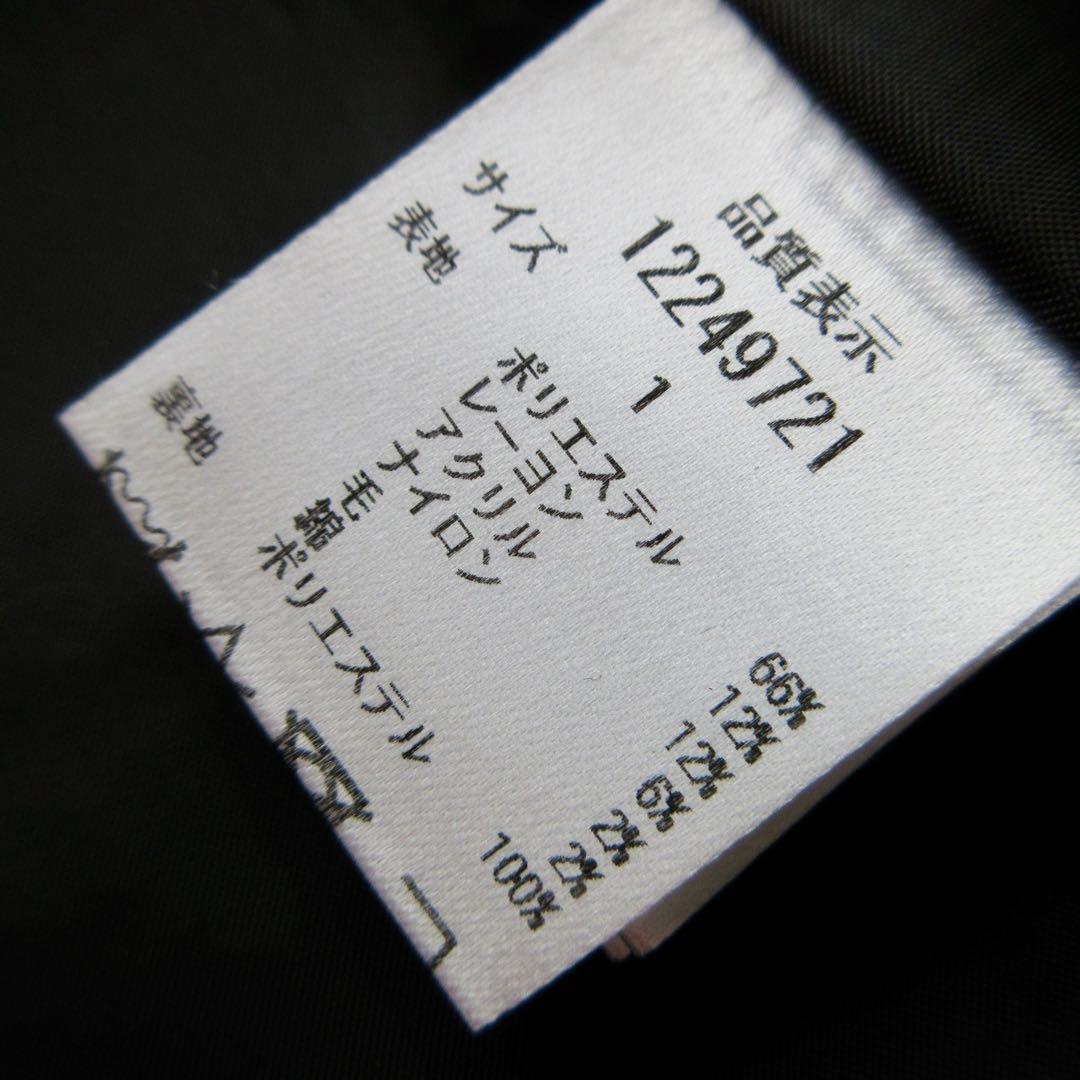 品質表示
12249721
サイズ 1
表地 ポリエステル 66%
レーヨン 12%
アクリル 12%
ナイロン 6%
毛 2%
綿 2%
裏地 ポリエステル 100%